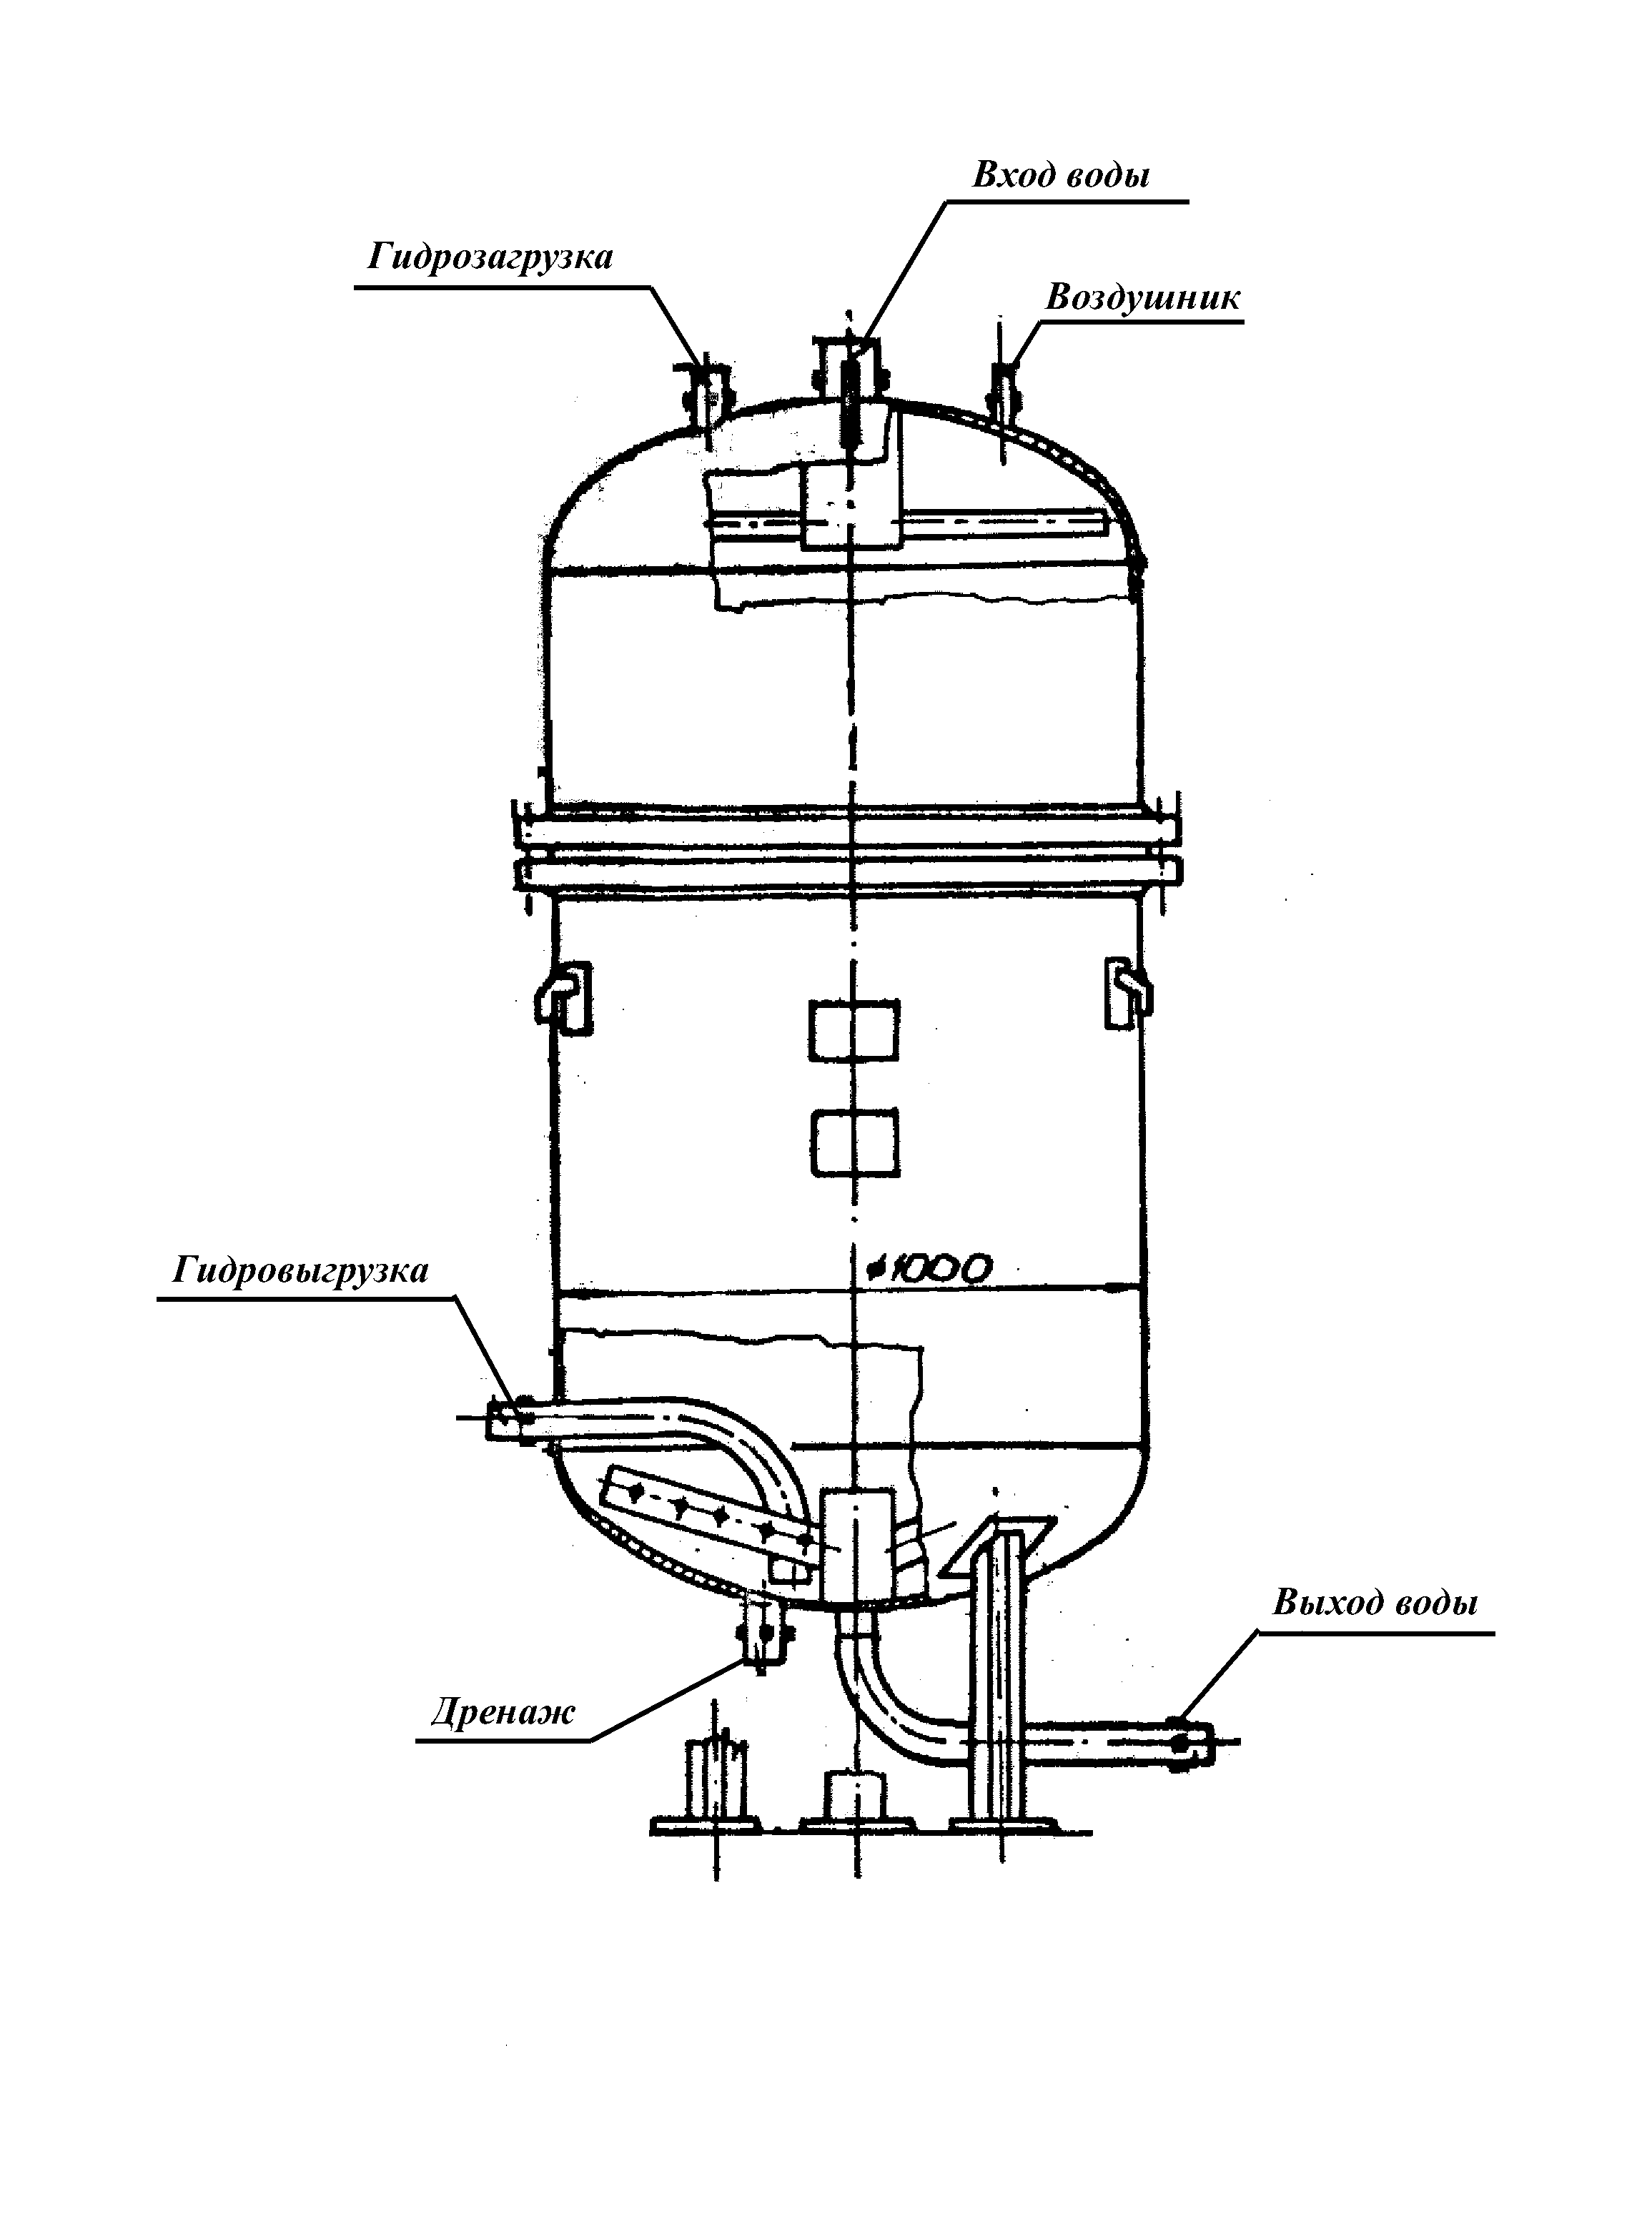 Вход воды
Гидрозагрузка
Воздушник
ø1000
Гидровыгрузка
Выход воды
Дренаж